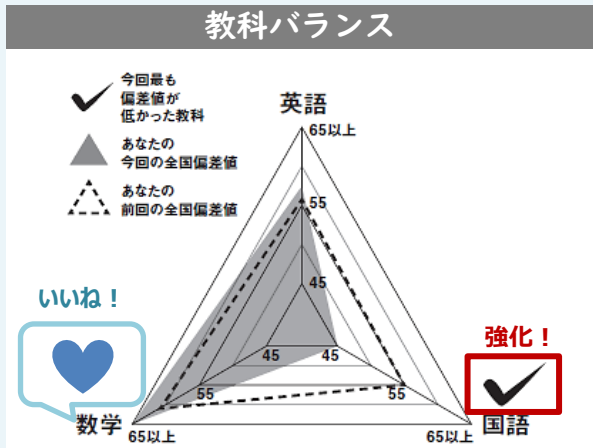 教科バランス
今回最も
偏差値が
低かった教科
あなたの
今回の全国偏差値
あなたの
前回の全国偏差値
英語
65以上
55
45
いいね！
45
45
強化！
55
55
数学
65以上
65以上
国語